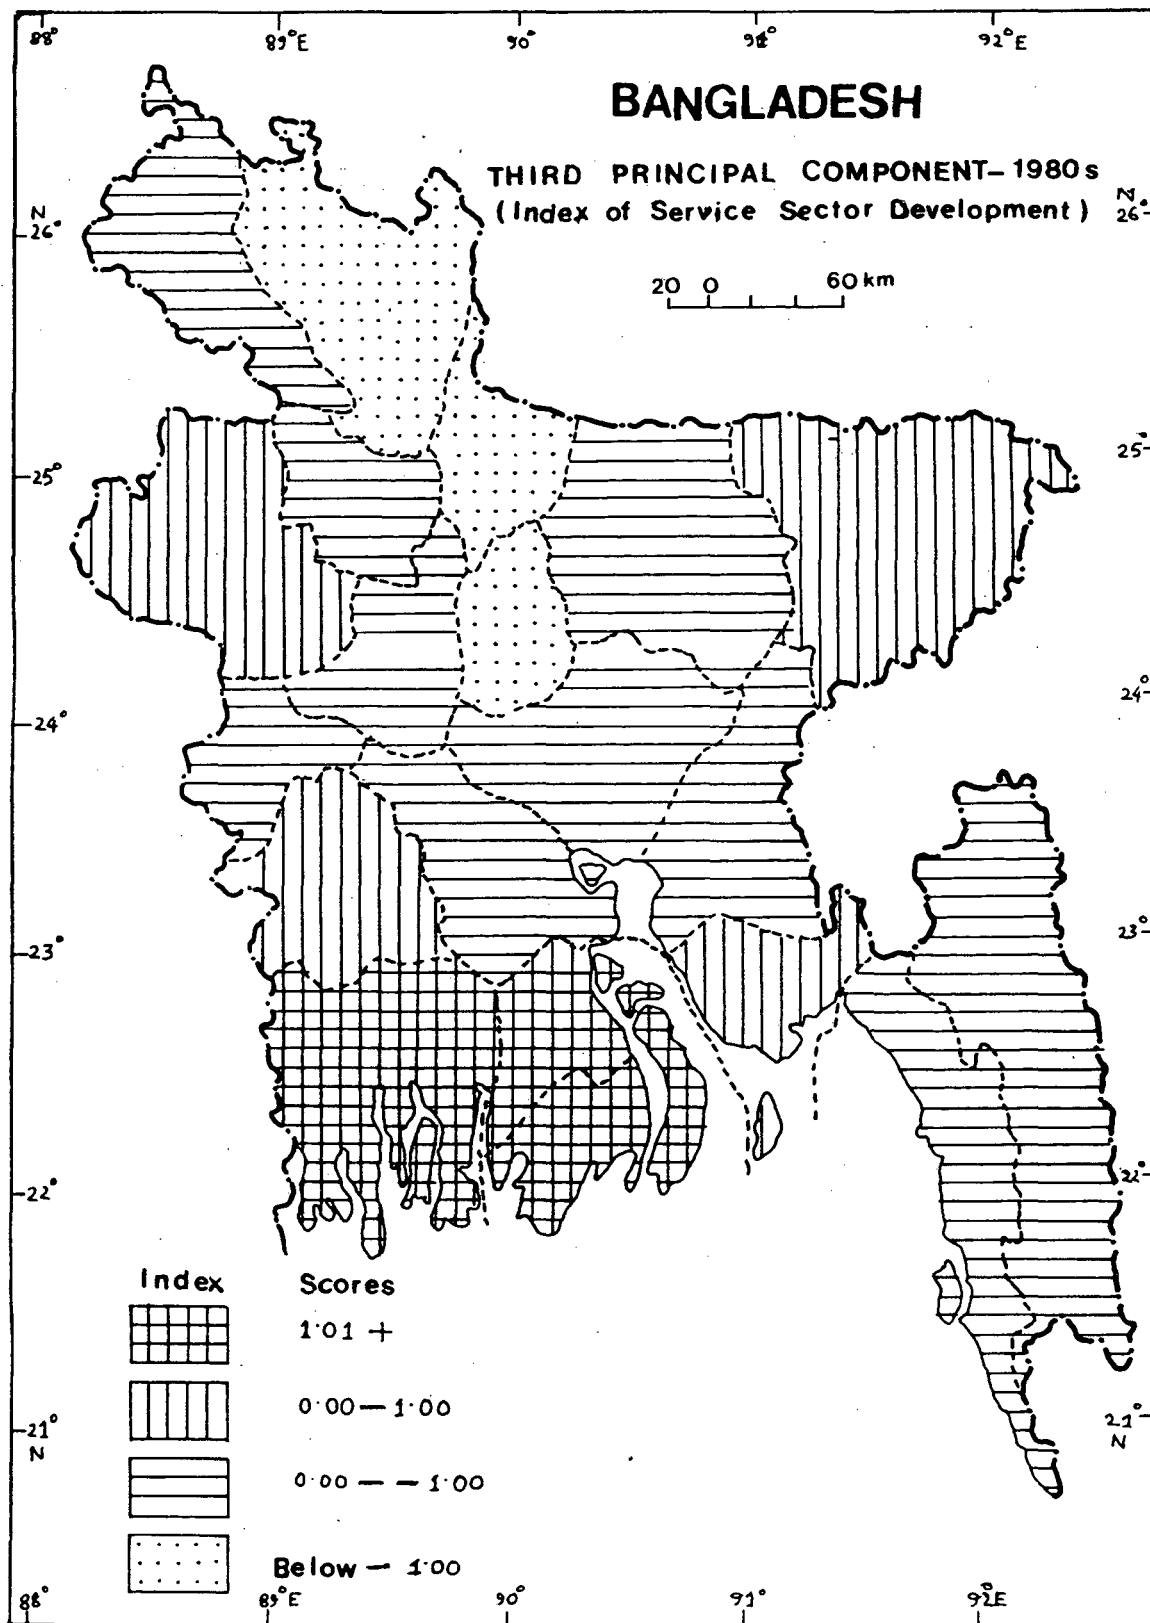 88° 89°E 90° 91° 92°E
BANGLADESH
THIRD PRINCIPAL COMPONENT-1980s
(Index of Service Sector Development)
N
26°
N
26°
20 0 60 km
25°
25°
24°
24°
23°
23°
22°
22°
Index Scores
1·01 +
0·00 — 1·00
0·00 — – 1·00
Below – 1·00
21°
N
21°
N
88° 89°E 90° 91° 92E